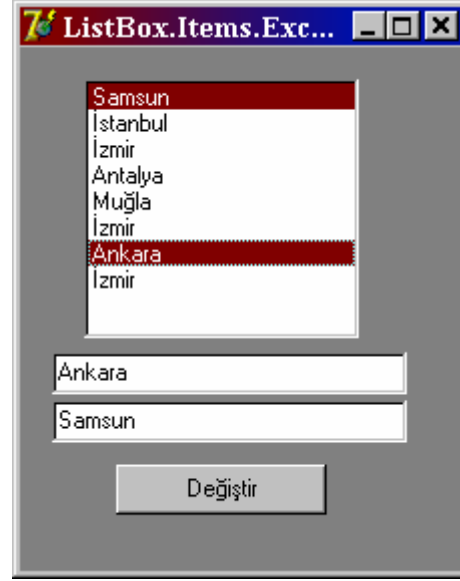 ListBox.Items.Exc...
Samsun
İstanbul
İzmir
Antalya
Muğla
İzmir
Ankara
İzmir
Ankara
Samsun
Değiştir